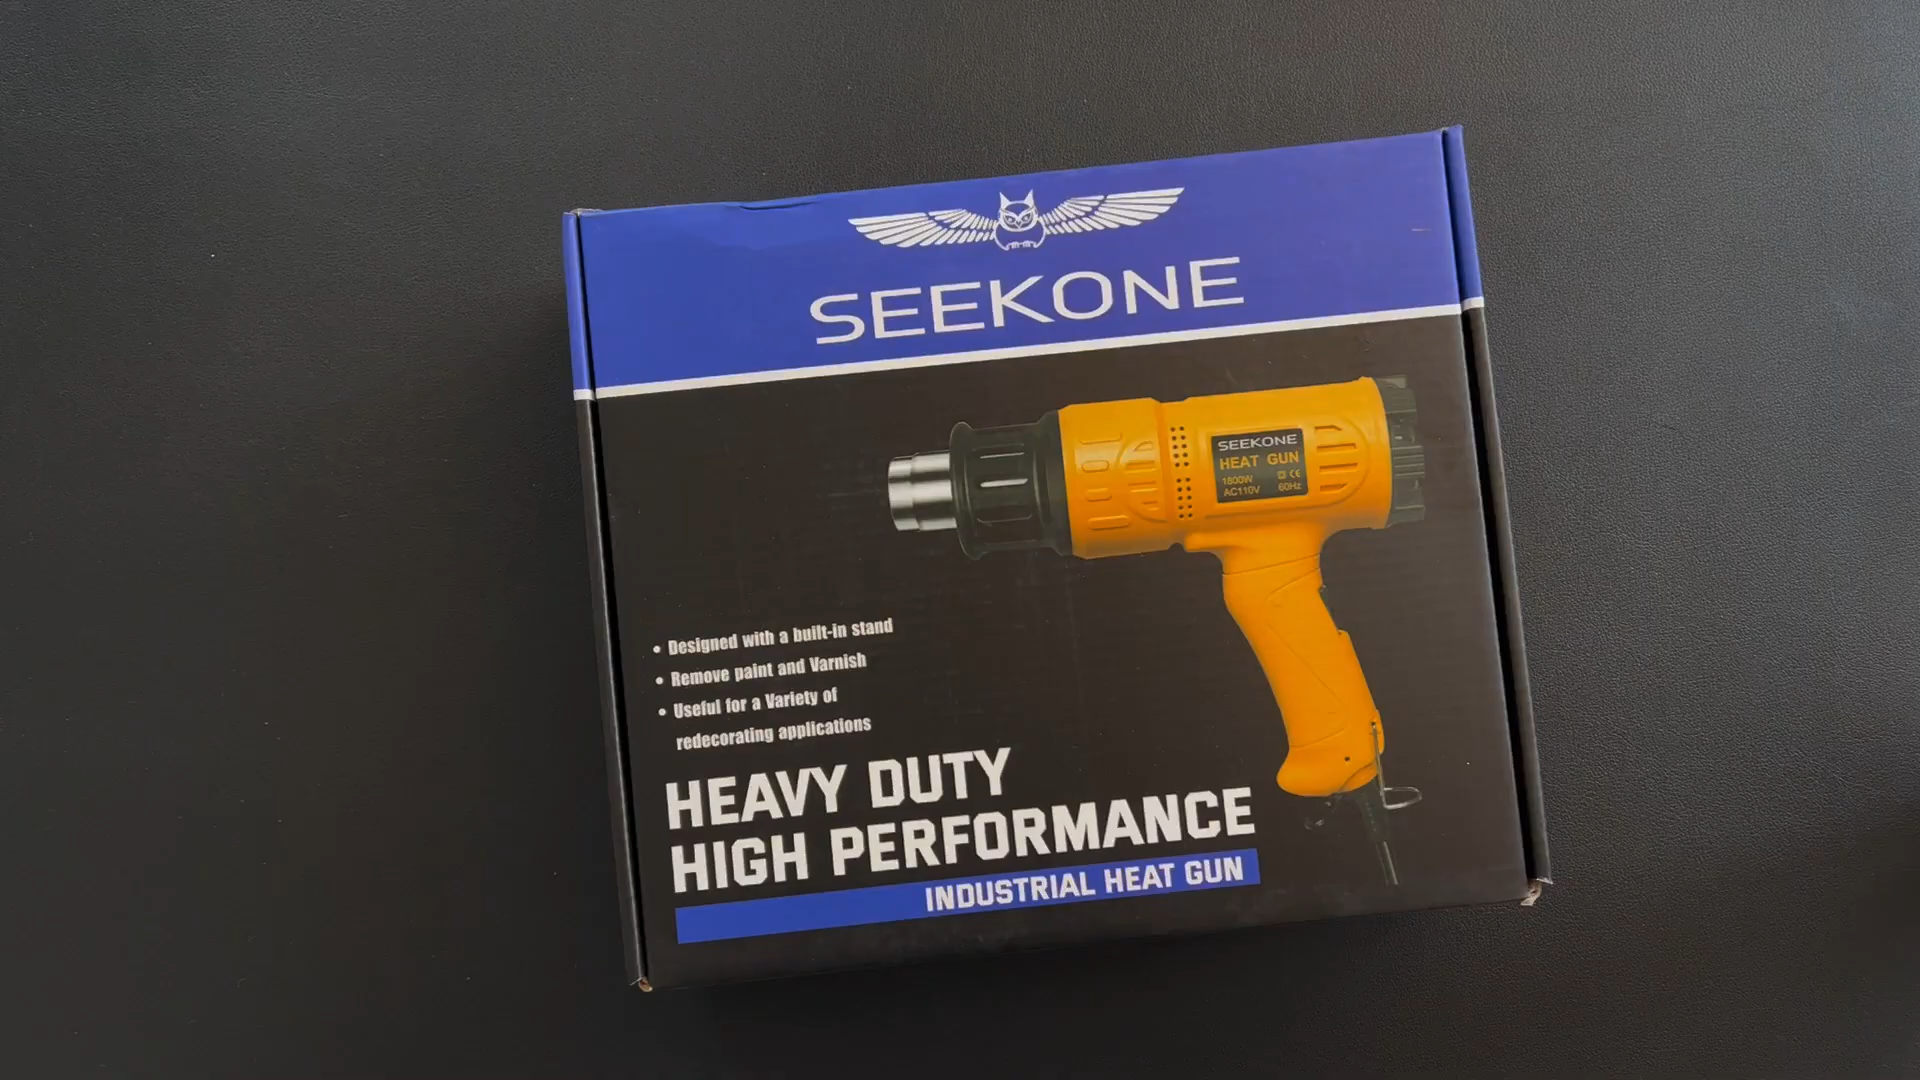 SEEKONE
SEEKONE
HEAT GUN
1800W CE
AC110V 60Hz
• Designed with a built-in stand
• Remove paint and Varnish
• Useful for a Variety of
redecorating applications
HEAVY DUTY
HIGH PERFORMANCE
INDUSTRIAL HEAT GUN